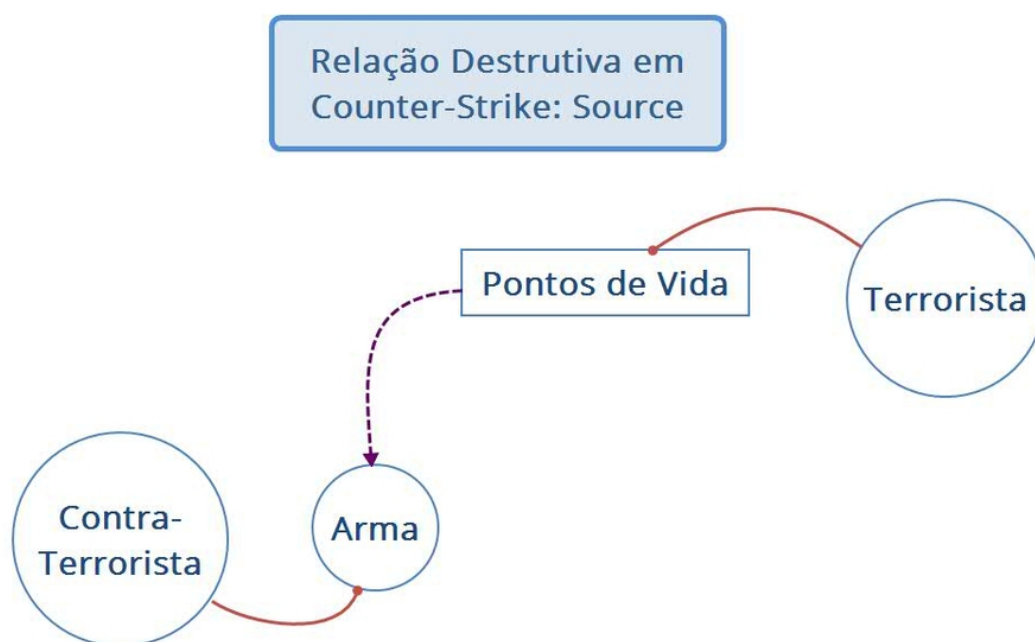 Relação Destrutiva em
Counter-Strike: Source
Pontos de Vida
Terrorista
Contra-
Terrorista
Arma